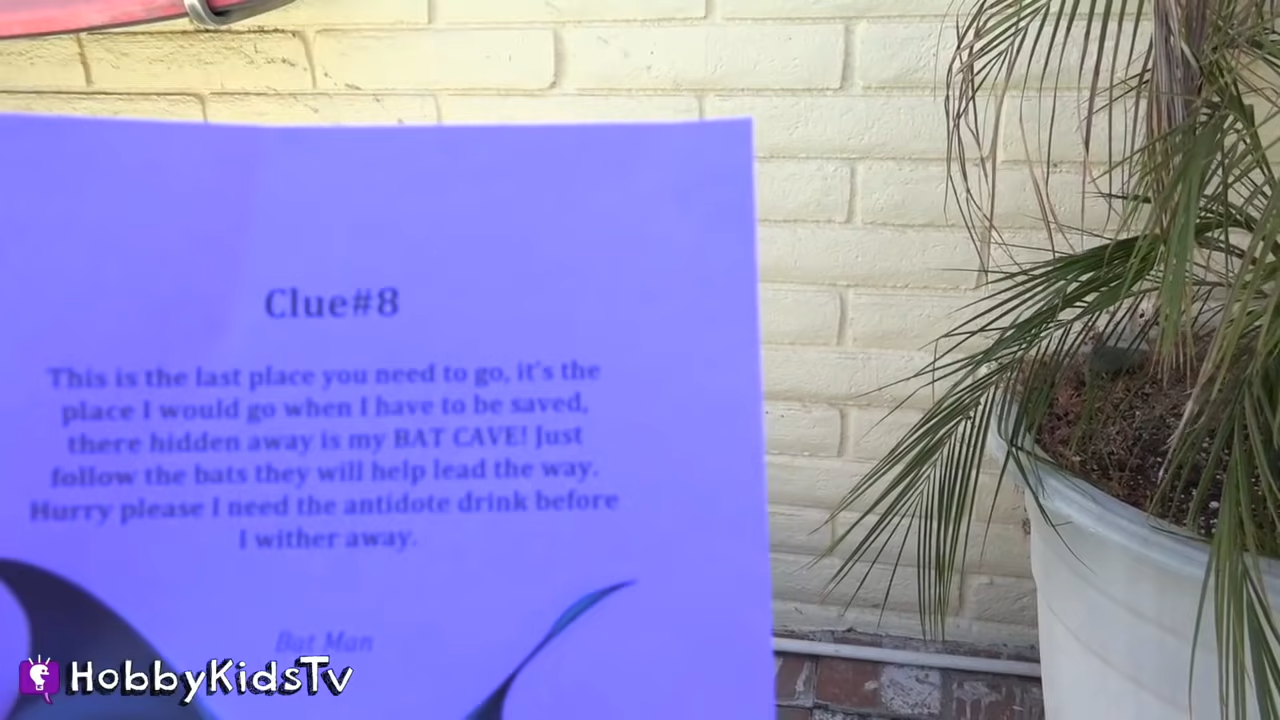 Clue#8
This is the last place you need to go, it's the
place I would go when I have to be saved,
there hidden away is my BAT CAVE! Just
follow the bats they will help lead the way.
Hurry please I need the antidote drink before
I wither away.
Bat Man
HobbyKidsTv